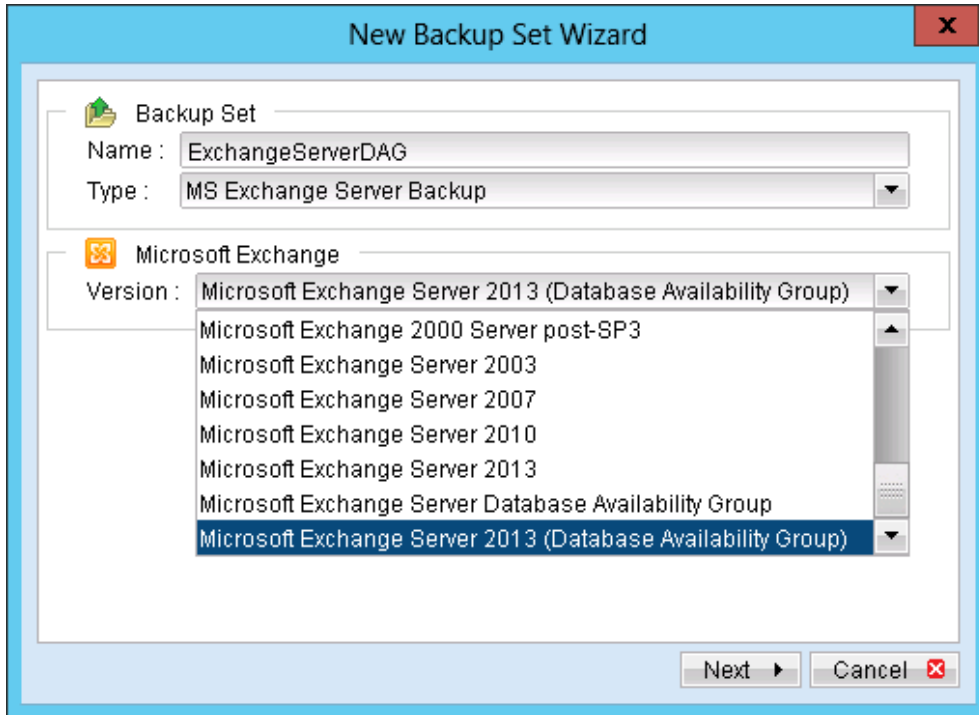 New Backup Set Wizard
x
Backup Set
Name : ExchangeServerDAG
Type : MS Exchange Server Backup
Microsoft Exchange
Version : Microsoft Exchange Server 2013 (Database Availability Group)
Microsoft Exchange 2000 Server post-SP3
Microsoft Exchange Server 2003
Microsoft Exchange Server 2007
Microsoft Exchange Server 2010
Microsoft Exchange Server 2013
Microsoft Exchange Server Database Availability Group
Microsoft Exchange Server 2013 (Database Availability Group)
Next Cancel